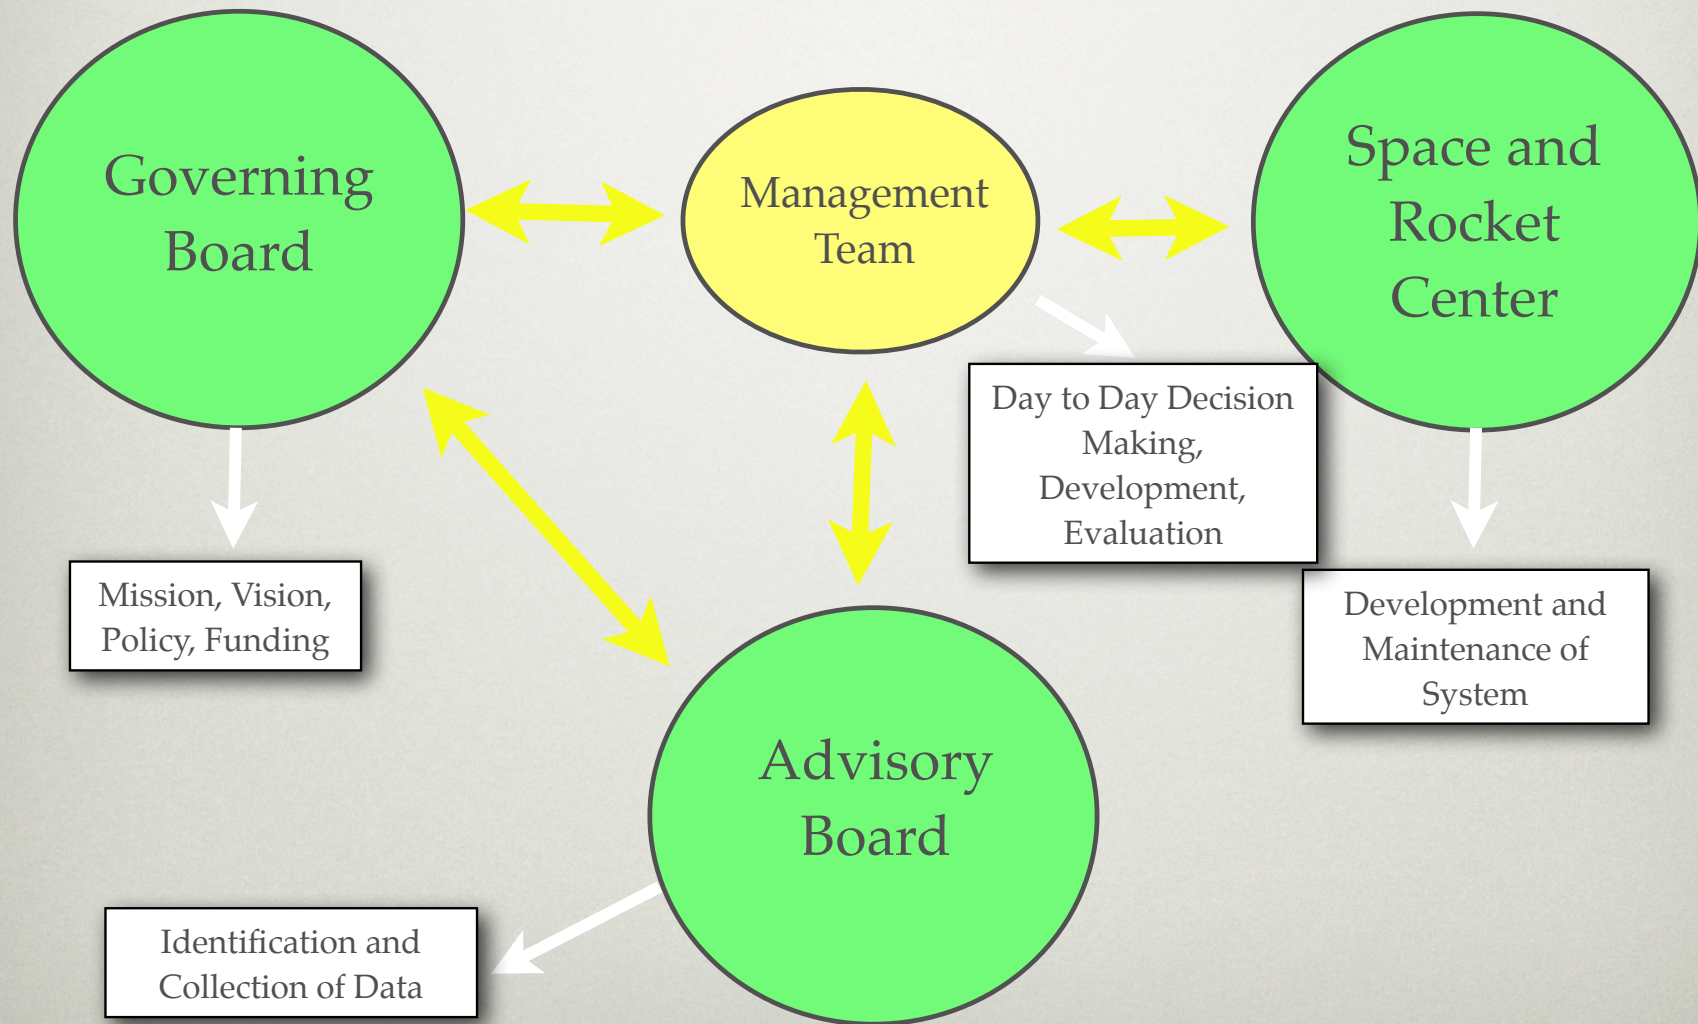 Governing
Board
Management
Team
Space and
Rocket
Center
Day to Day Decision
Making,
Development,
Evaluation
Mission, Vision,
Policy, Funding
Development and
Maintenance of
System
Advisory
Board
Identification and
Collection of Data